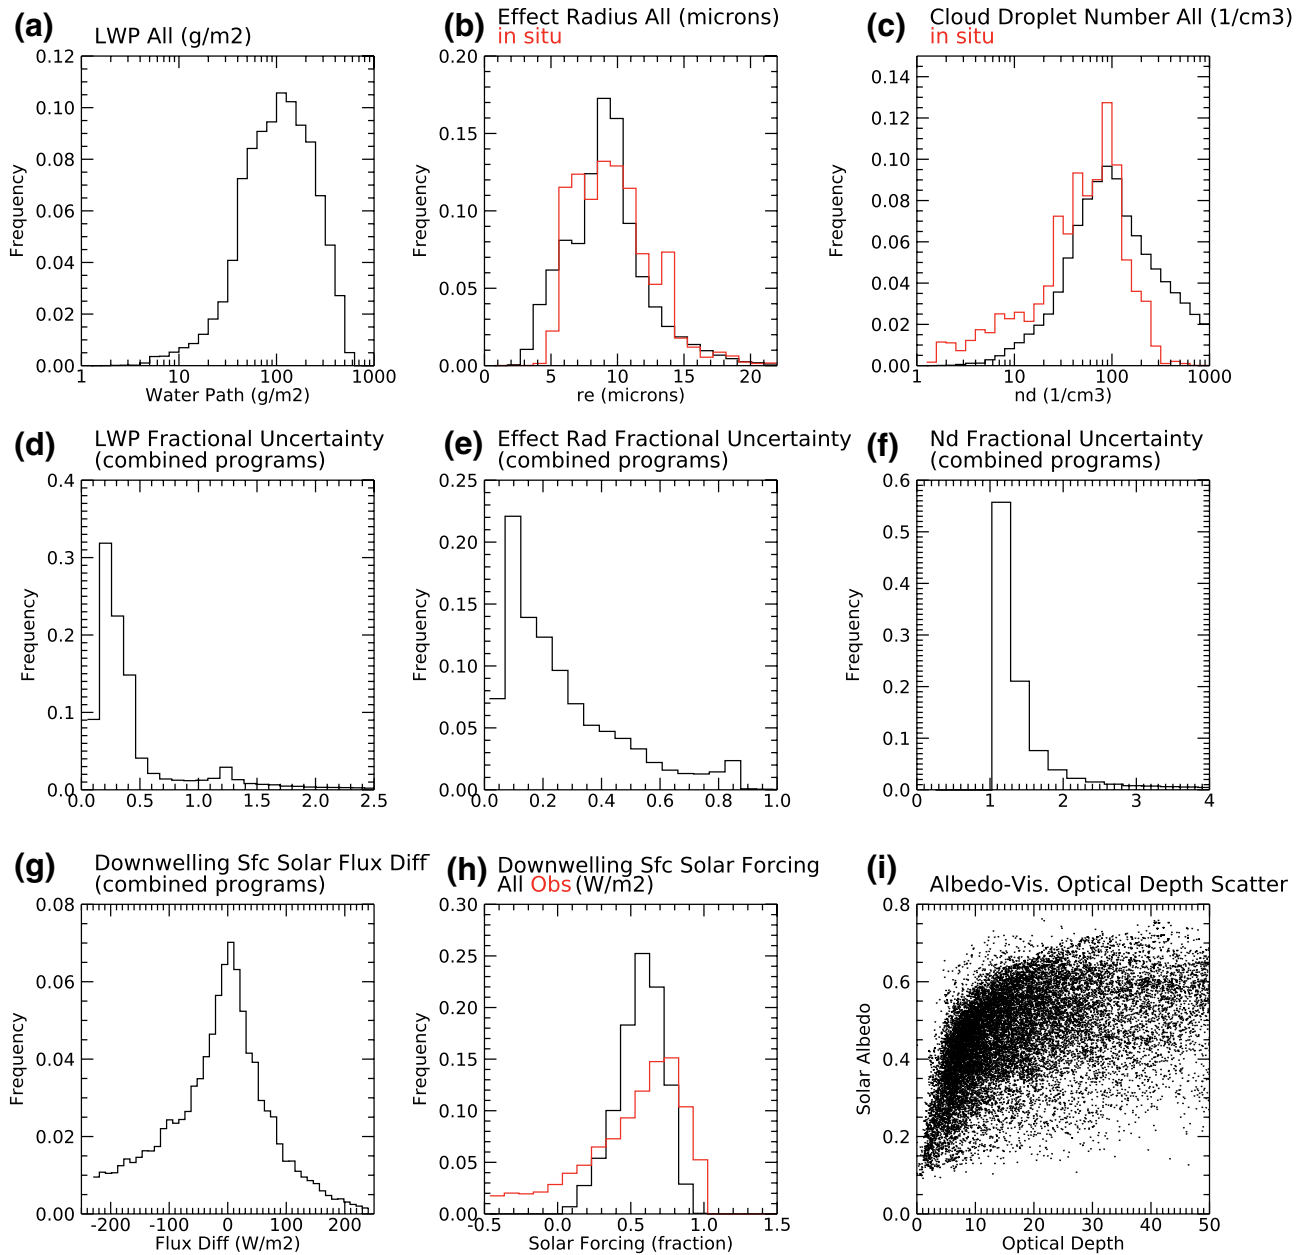 (a) LWP All (g/m2)
0.12
0.10
0.08
0.06
0.04
0.02
0.00
Frequency
1 10 100 1000
Water Path (g/m2)
(b) Effect Radius All (microns)
in situ
0.20
0.15
0.10
0.05
0.00
Frequency
0 5 10 15 20
re (microns)
(c) Cloud Droplet Number All (1/cm3)
in situ
0.14
0.12
0.10
0.08
0.06
0.04
0.02
0.00
Frequency
1 10 100 1000
nd (1/cm3)
(d) LWP Fractional Uncertainty
(combined programs)
0.4
0.3
0.2
0.1
0.0
Frequency
0.0 0.5 1.0 1.5 2.0 2.5
(e) Effect Rad Fractional Uncertainty
(combined programs)
0.25
0.20
0.15
0.10
0.05
0.00
Frequency
0.0 0.2 0.4 0.6 0.8 1.0
(f) Nd Fractional Uncertainty
(combined programs)
0.6
0.5
0.4
0.3
0.2
0.1
0.0
Frequency
0 1 2 3 4
(g) Downwelling Sfc Solar Flux Diff
(combined programs)
0.08
0.06
0.04
0.02
0.00
Frequency
-200 -100 0 100 200
Flux Diff (W/m2)
(h) Downwelling Sfc Solar Forcing
All Obs (W/m2)
0.30
0.25
0.20
0.15
0.10
0.05
0.00
Frequency
-0.5 0.0 0.5 1.0 1.5
Solar Forcing (fraction)
(i) Albedo-Vis. Optical Depth Scatter
0.8
0.6
0.4
0.2
0.0
Solar Albedo
0 10 20 30 40 50
Optical Depth